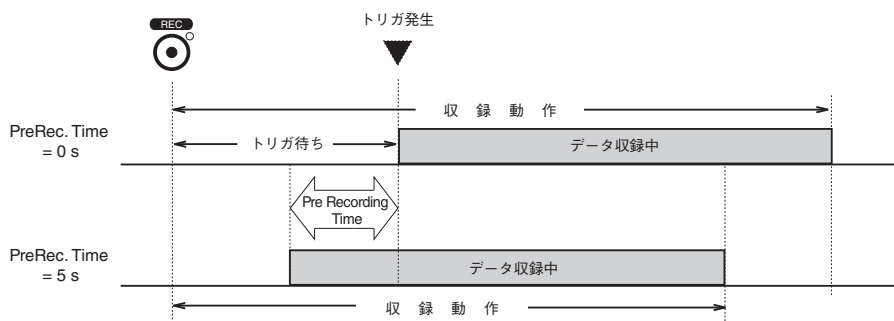 REC
トリガ発生
収録動作
PreRec. Time
= 0 s
トリガ待ち
データ収録中
Pre Recording
Time
PreRec. Time
= 5 s
データ収録中
収録動作